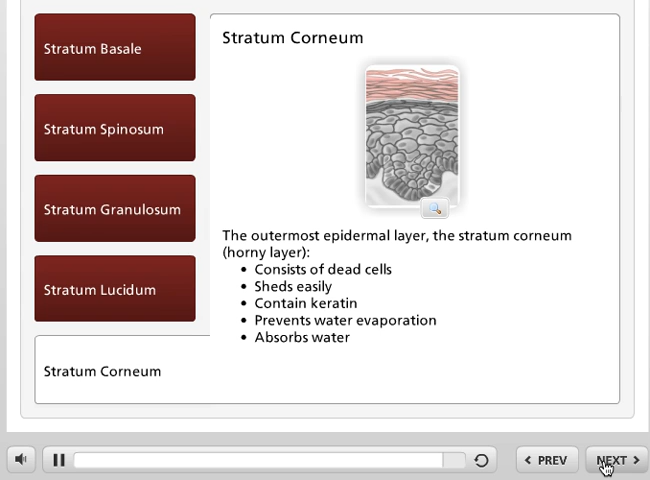 Stratum Basale
Stratum Spinosum
Stratum Granulosum
Stratum Lucidum
Stratum Corneum
Stratum Corneum
The outermost epidermal layer, the stratum corneum
(horny layer):
• Consists of dead cells
• Sheds easily
• Contain keratin
• Prevents water evaporation
• Absorbs water
PREV
NEXT